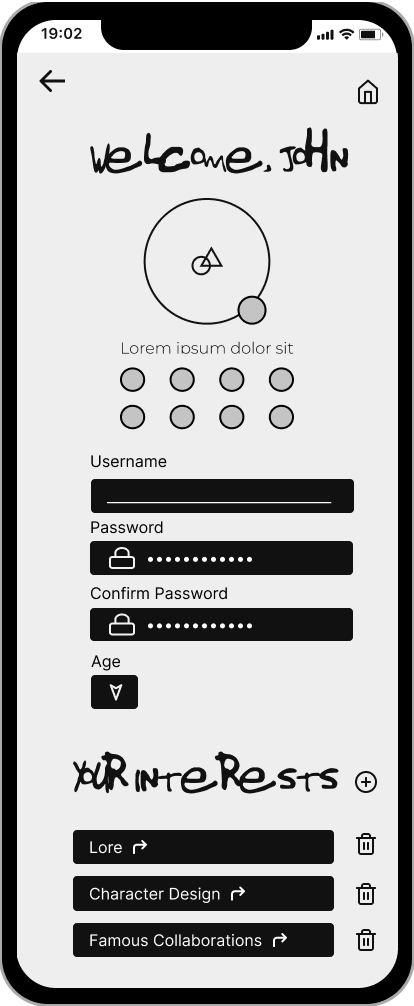 19:02
Welcome, JOHN
Lorem ipsum dolor sit
Username
Password
Confirm Password
Age
YOUR INTEReSTS
Lore
Character Design
Famous Collaborations